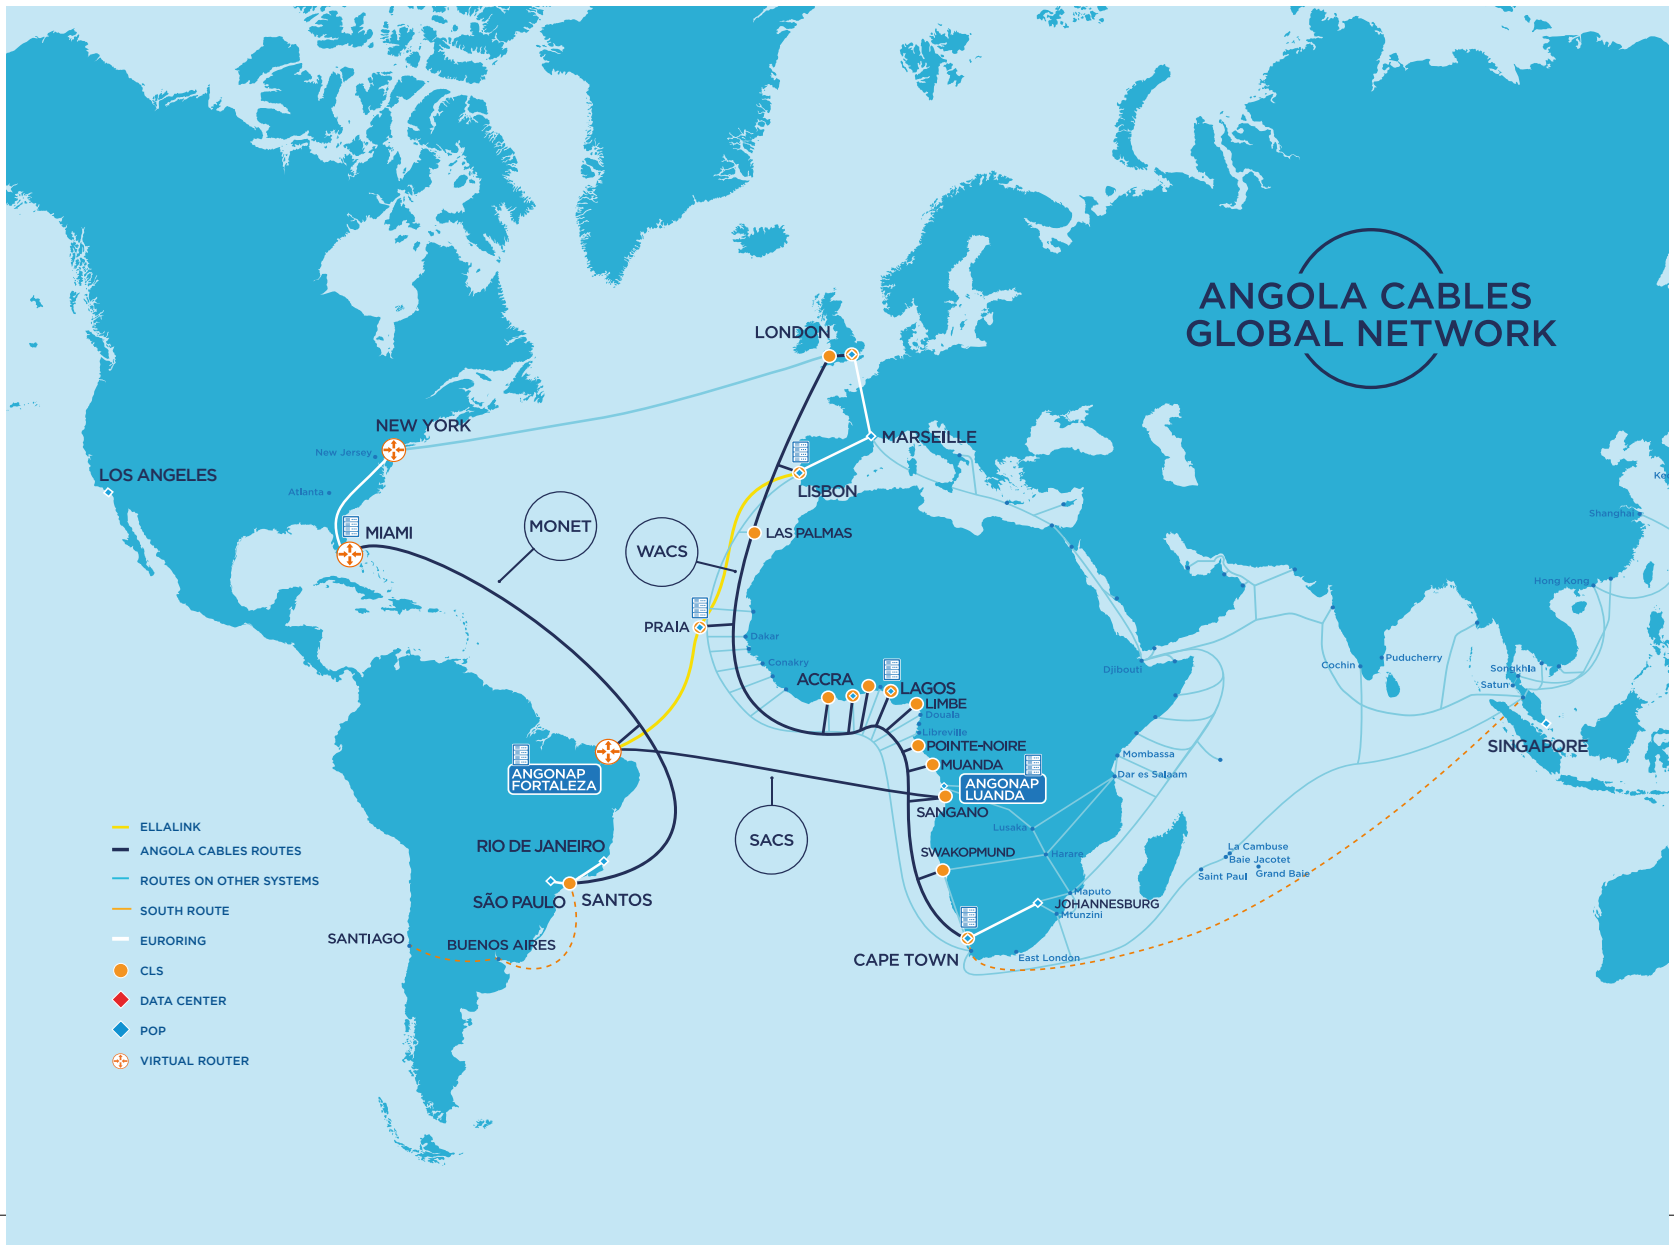 ANGOLA CABLES
GLOBAL NETWORK
LONDON
NEW YORK
New Jersey
MARSEILLE
LOS ANGELES
Atlanta
LISBON
Shanghai
MIAMI
MONET
LAS PALMAS
WACS
Hong Kong
PRAIA
Dakar
Conakry
Djibouti
Cochin
Puducherry
Songkhla
Satun
ACCRA
LAGOS
LIMBE
Douala
Libreville
POINTE-NOIRE
MUANDA
Mombassa
SINGAPORE
Dar es Salaam
ANGONAP
FORTALEZA
ANGONAP
LUANDA
SANGANO
Lusaka
SACS
RIO DE JANEIRO
SWAKOPMUND
Harare
La Cambuse
Baie Jacotet
Saint Paul
Grand Baie
SÃO PAULO
SANTOS
Maputo
JOHANNESBURG
Mtunzini
SANTIAGO
BUENOS AIRES
CAPE TOWN
East London
ELLALINK
ANGOLA CABLES ROUTES
ROUTES ON OTHER SYSTEMS
SOUTH ROUTE
EURORING
CLS
DATA CENTER
POP
VIRTUAL ROUTER